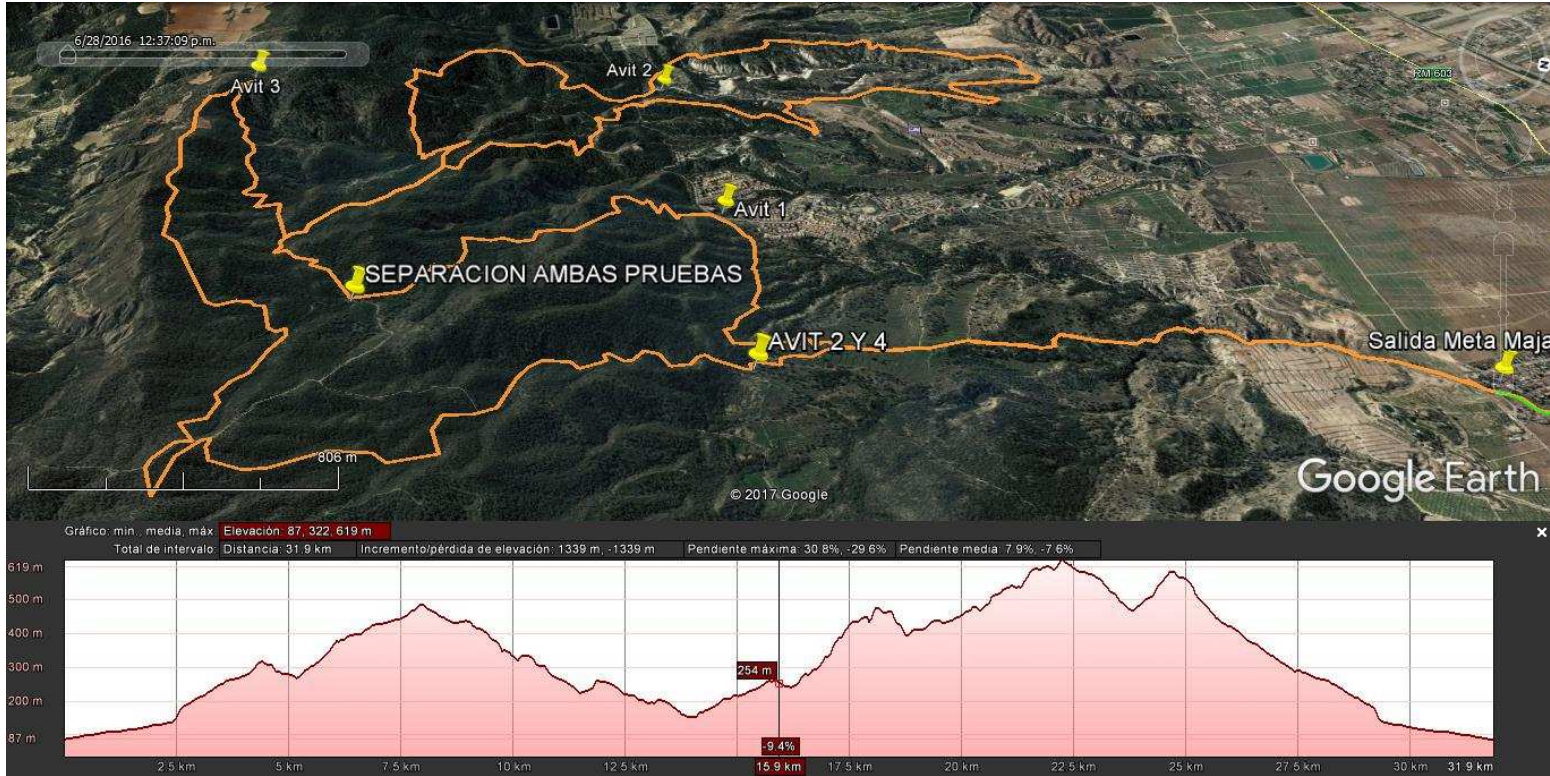 6/28/2016 12:37:09 p.m.
Avit 3
Avit 2
RM 603
N
Avit 1
SEPARACION AMBAS PRUEBAS
AVIT 2 Y 4
Salida Meta Maja
806 m
© 2017 Google
Google Earth
Gráfico: min., media, máx Elevación: 87, 322, 619 m
Total de intervalo: Distancia: 31.9 km Incremento/pérdida de elevación: 1339 m, -1339 m Pendiente máxima: 30.8%, -29.6% Pendiente media: 7.9%, -7.6%
619 m
500 m
400 m
300 m
254 m
200 m
87 m
-9.4%
2.5 km 5 km 7.5 km 10 km 12.5 km 15.9 km 17.5 km 20 km 22.5 km 25 km 27.5 km 30 km 31.9 km